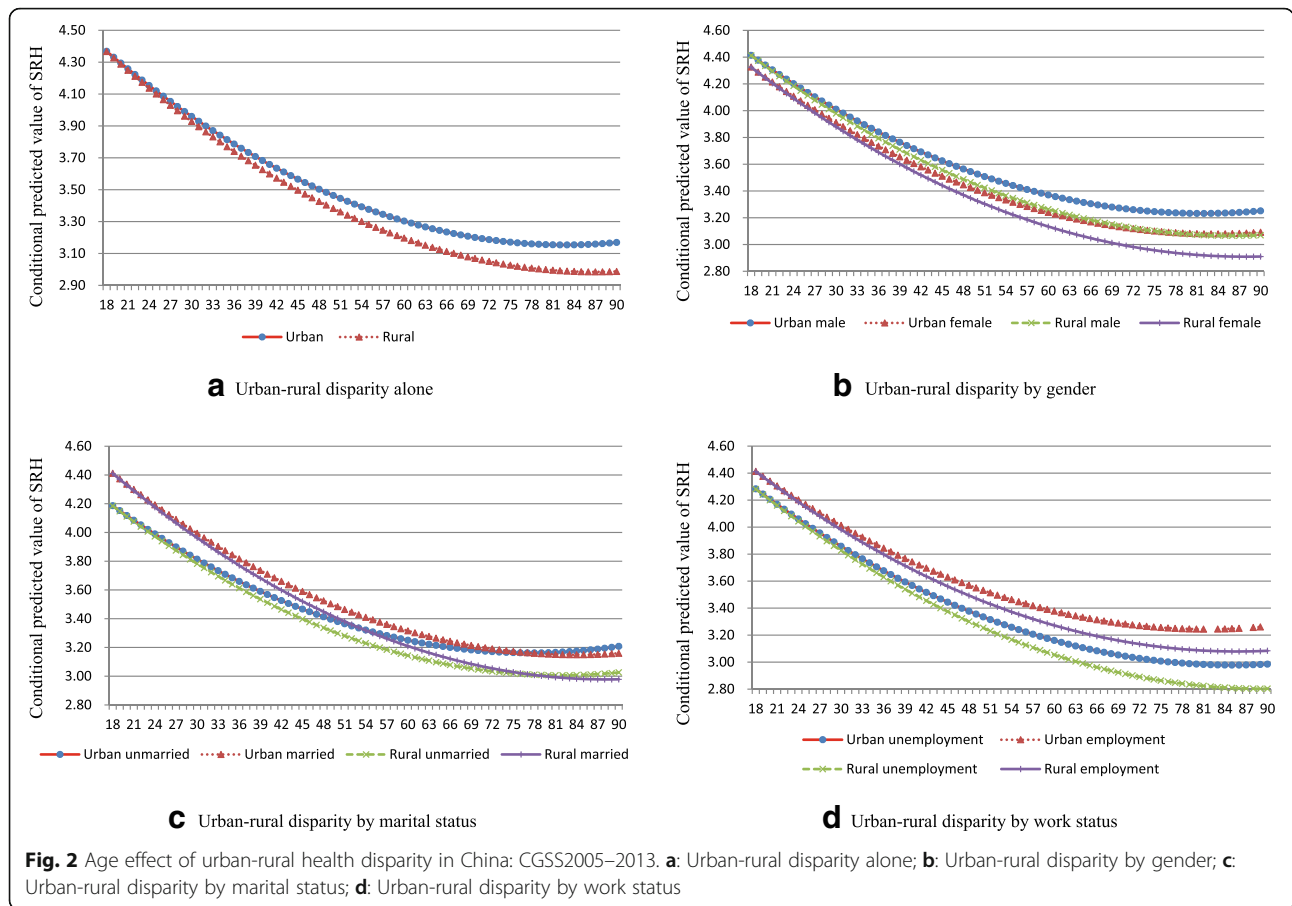 Conditional predicted value of SRH
4.50
4.30
4.10
3.90
3.70
3.50
3.30
3.10
2.90
18 21 24 27 30 33 36 39 42 45 48 51 54 57 60 63 66 69 72 75 78 81 84 87 90
Urban Rural
a Urban-rural disparity alone
Conditional predicted value of SRH
4.60
4.40
4.20
4.00
3.80
3.60
3.40
3.20
3.00
2.80
18 21 24 27 30 33 36 39 42 45 48 51 54 57 60 63 66 69 72 75 78 81 84 87 90
Urban male Urban female Rural male Rural female
b Urban-rural disparity by gender
Conditional predicted value of SRH
4.60
4.40
4.20
4.00
3.80
3.60
3.40
3.20
3.00
2.80
18 21 24 27 30 33 36 39 42 45 48 51 54 57 60 63 66 69 72 75 78 81 84 87 90
Urban unmarried Urban married Rural unmarried Rural married
c Urban-rural disparity by marital status
Conditional predicted value of SRH
4.60
4.40
4.20
4.00
3.80
3.60
3.40
3.20
3.00
2.80
18 21 24 27 30 33 36 39 42 45 48 51 54 57 60 63 66 69 72 75 78 81 84 87 90
Urban unemployment Urban employment
Rural unemployment Rural employment
d Urban-rural disparity by work status
Fig. 2 Age effect of urban-rural health disparity in China: CGSS2005–2013. a: Urban-rural disparity alone; b: Urban-rural disparity by gender; c:
Urban-rural disparity by marital status; d: Urban-rural disparity by work status